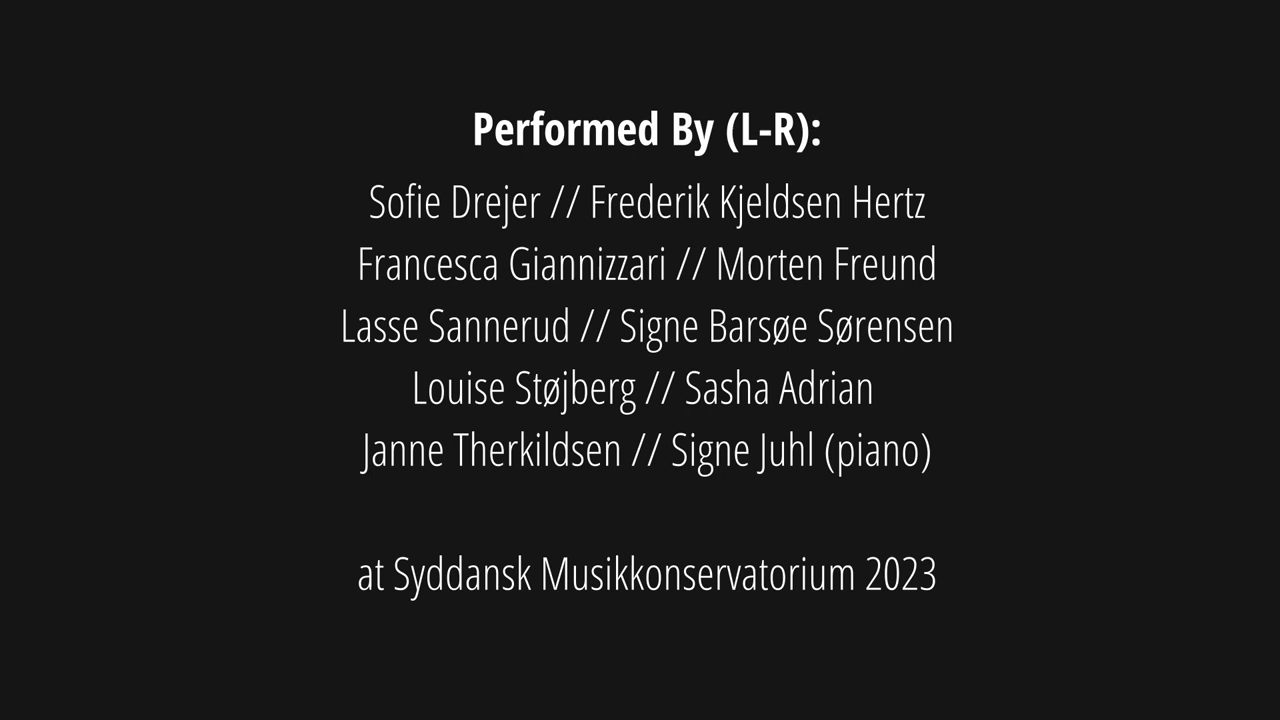 Performed By (L-R):
Sofie Drejer // Frederik Kjeldsen Hertz
Francesca Giannizzari // Morten Freund
Lasse Sannerud // Signe Barsøe Sørensen
Louise Støjberg // Sasha Adrian
Janne Therkildsen // Signe Juhl (piano)
at Syddansk Musikkonservatorium 2023